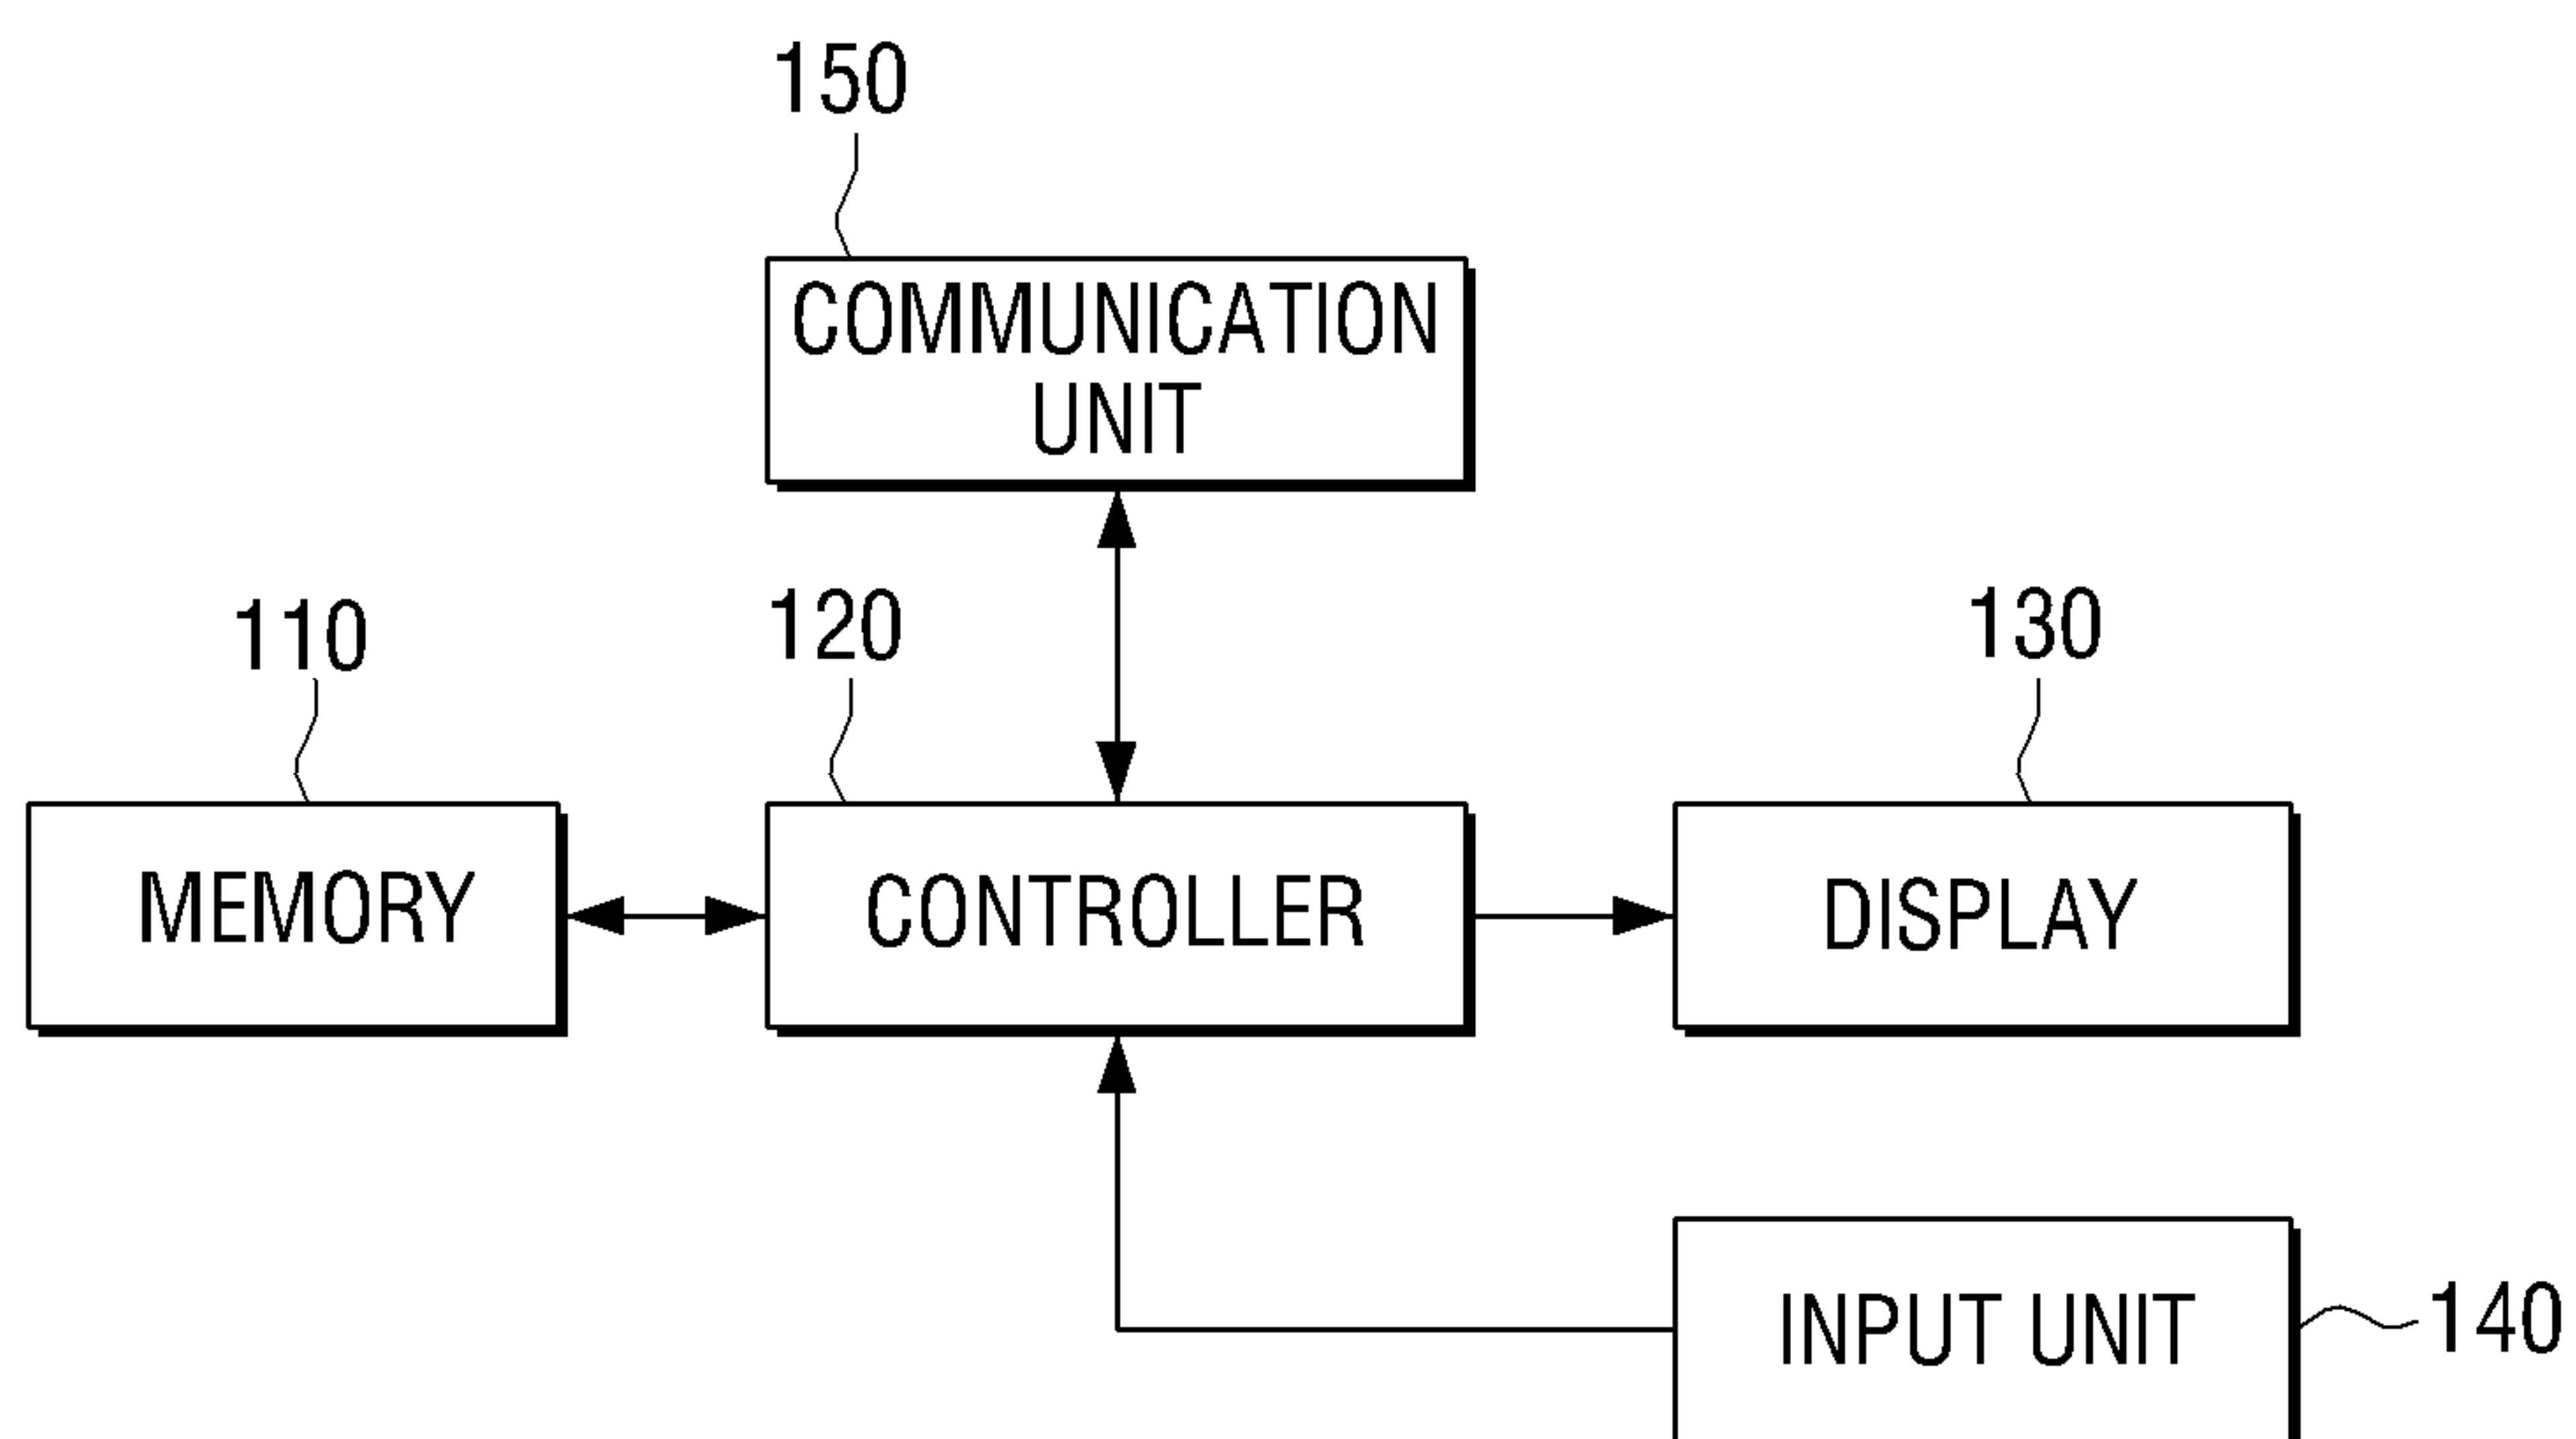 150
COMMUNICATION
UNIT
110
120
130
MEMORY
CONTROLLER
DISPLAY
INPUT UNIT
140